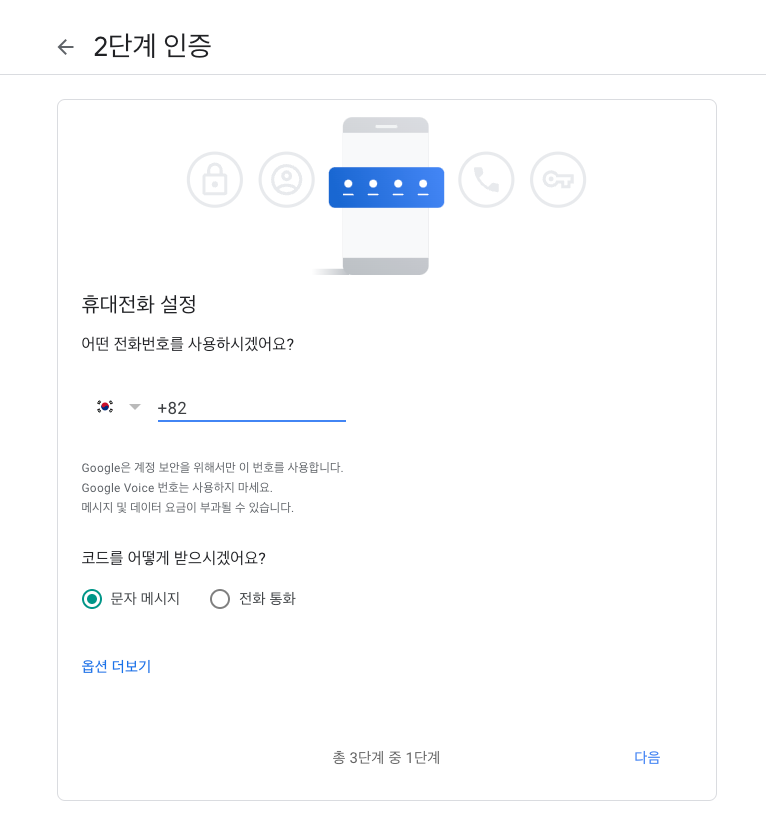 2단계 인증
휴대전화 설정
어떤 전화번호를 사용하시겠어요?
+82
Google은 계정 보안을 위해서만 이 번호를 사용합니다.
Google Voice 번호는 사용하지 마세요.
메시지 및 데이터 요금이 부과될 수 있습니다.
코드를 어떻게 받으시겠어요?
문자 메시지 전화 통화
옵션 더보기
총 3단계 중 1단계 다음